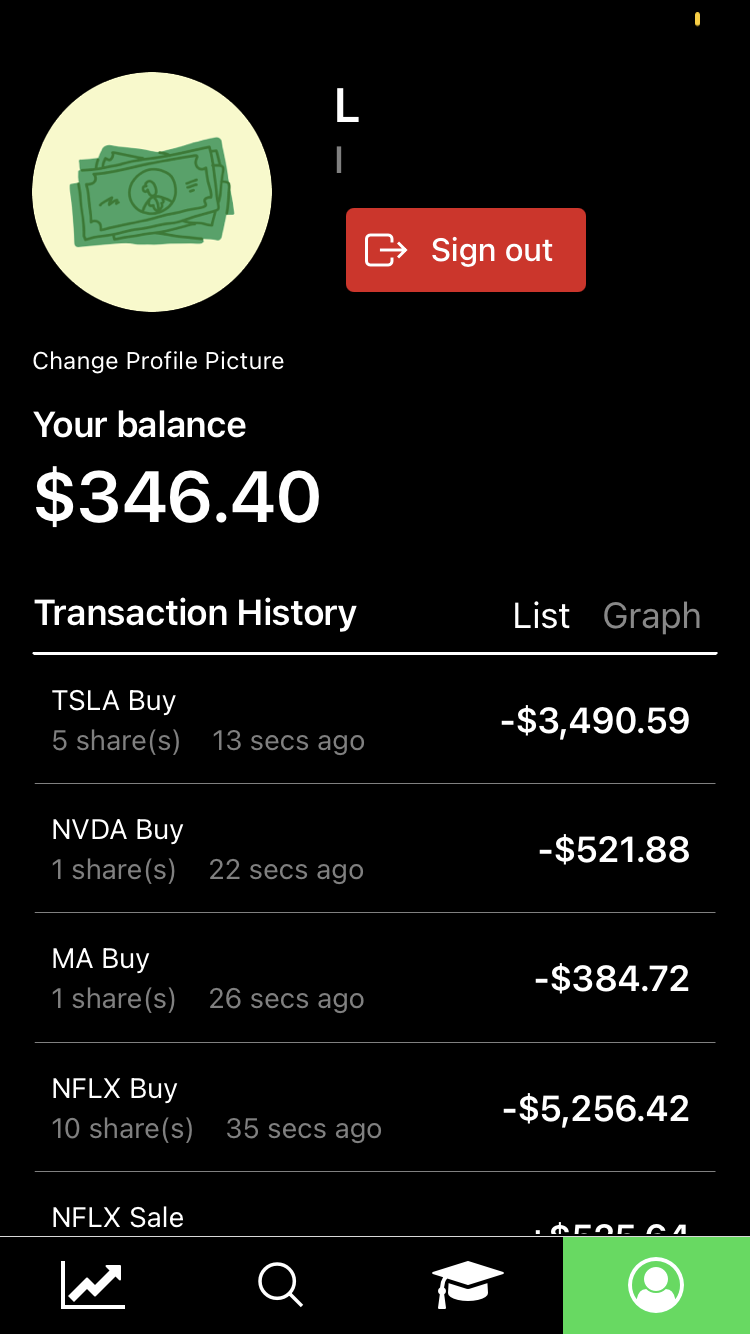 L
l
Sign out
Change Profile Picture
Your balance
$346.40
Transaction History List Graph
TSLA Buy
5 share(s) 13 secs ago
-$3,490.59
NVDA Buy
1 share(s) 22 secs ago
-$521.88
MA Buy
1 share(s) 26 secs ago
-$384.72
NFLX Buy
10 share(s) 35 secs ago
-$5,256.42
NFLX Sale